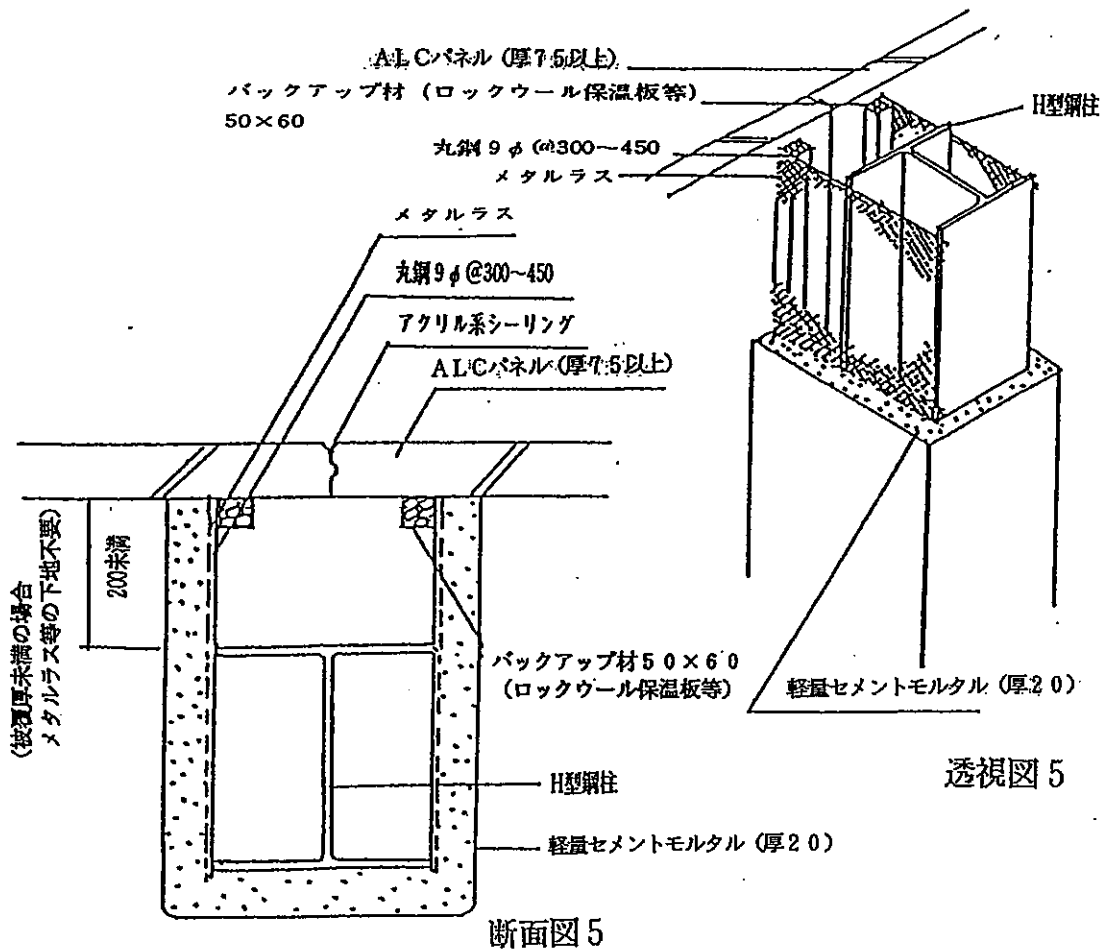 ALCパネル (厚75以上)
バックアップ材 (ロックウール保温板等)
50×60
H型鋼柱
丸鋼9φ@300~450
メタルラス
メタルラス
丸鋼9φ@300~450
アクリル系シーリング
ALCパネル (厚75以上)
200未満
(被覆厚未満の場合
メタルラス等の下地不要)
バックアップ材50×60
(ロックウール保温板等)
軽量セメントモルタル (厚20)
透視図5
H型鋼柱
軽量セメントモルタル (厚20)
断面図5